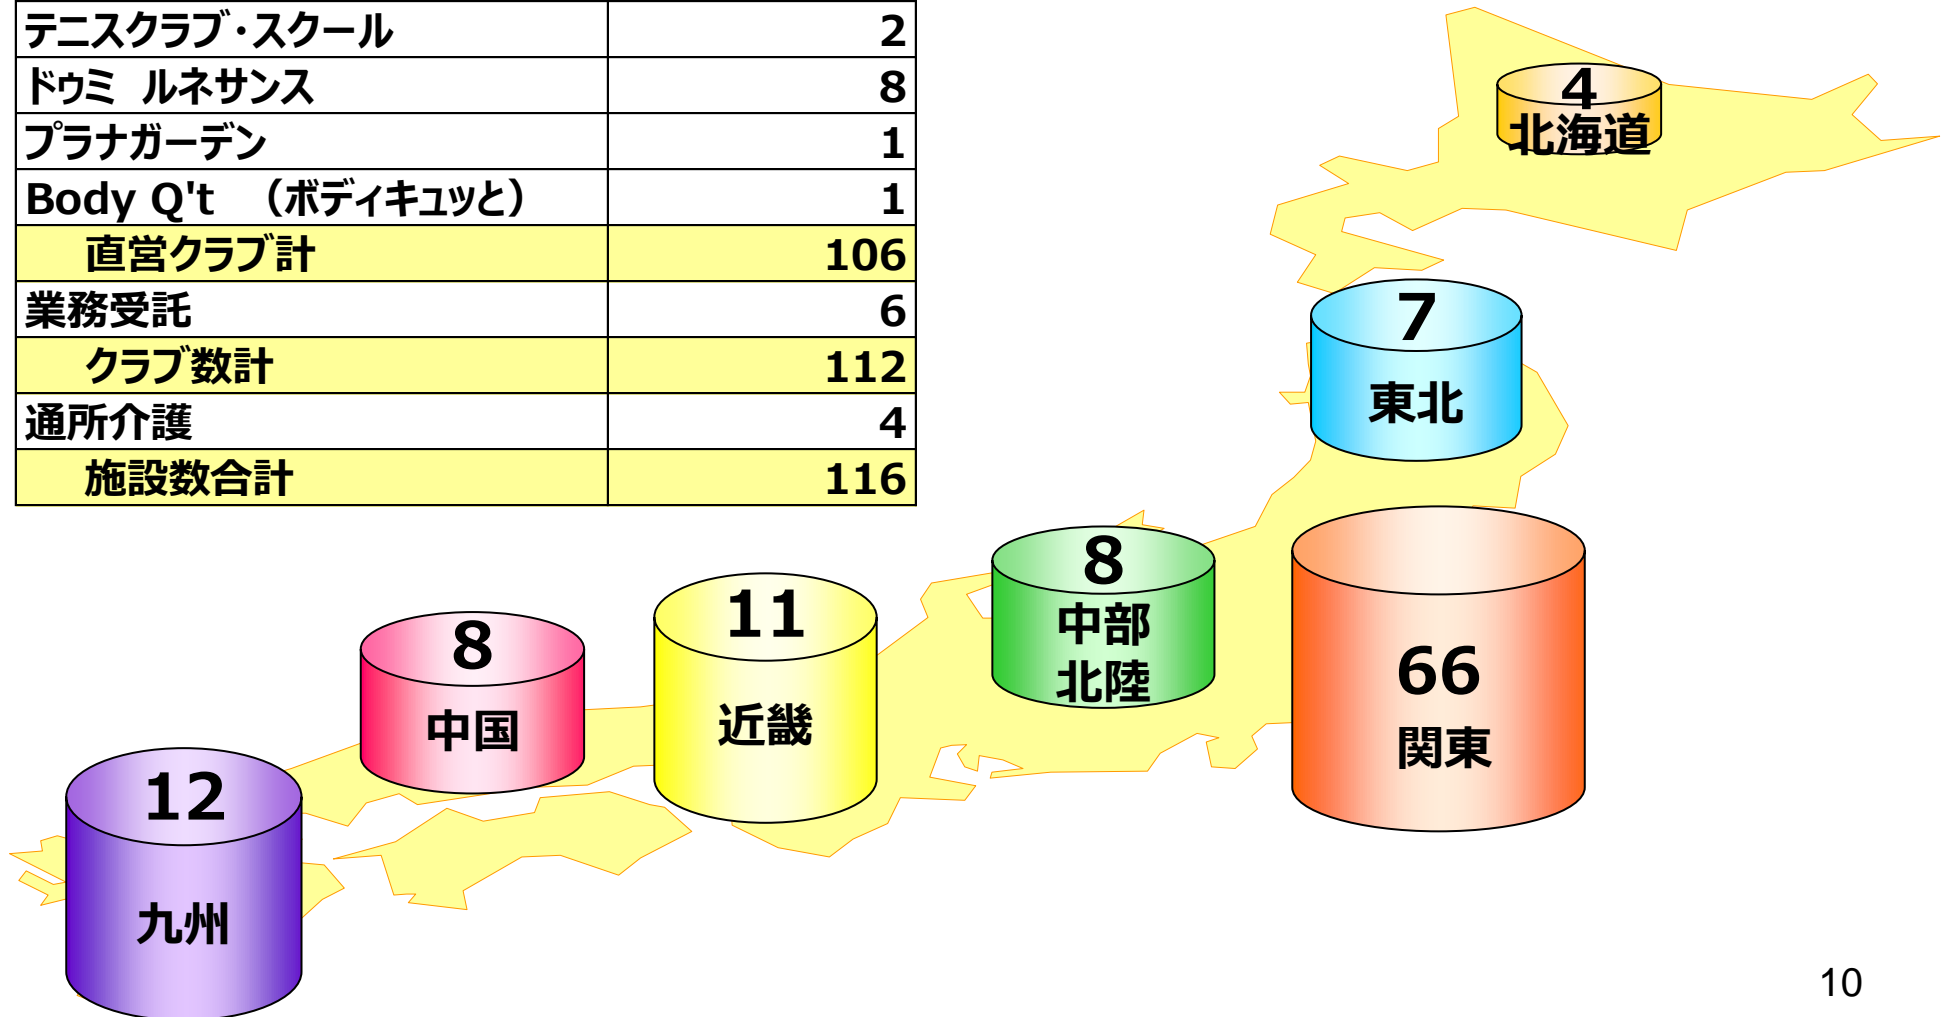 テニスクラブ・スクール 2
ドゥミ ルネサンス 8
プラナガーデン 1
Body Q't （ボディキュッと） 1
直営クラブ計 106
業務受託 6
クラブ数計 112
通所介護 4
施設数合計 116
4
北海道
7
東北
8
中部
北陸
66
関東
11
近畿
8
中国
12
九州
10